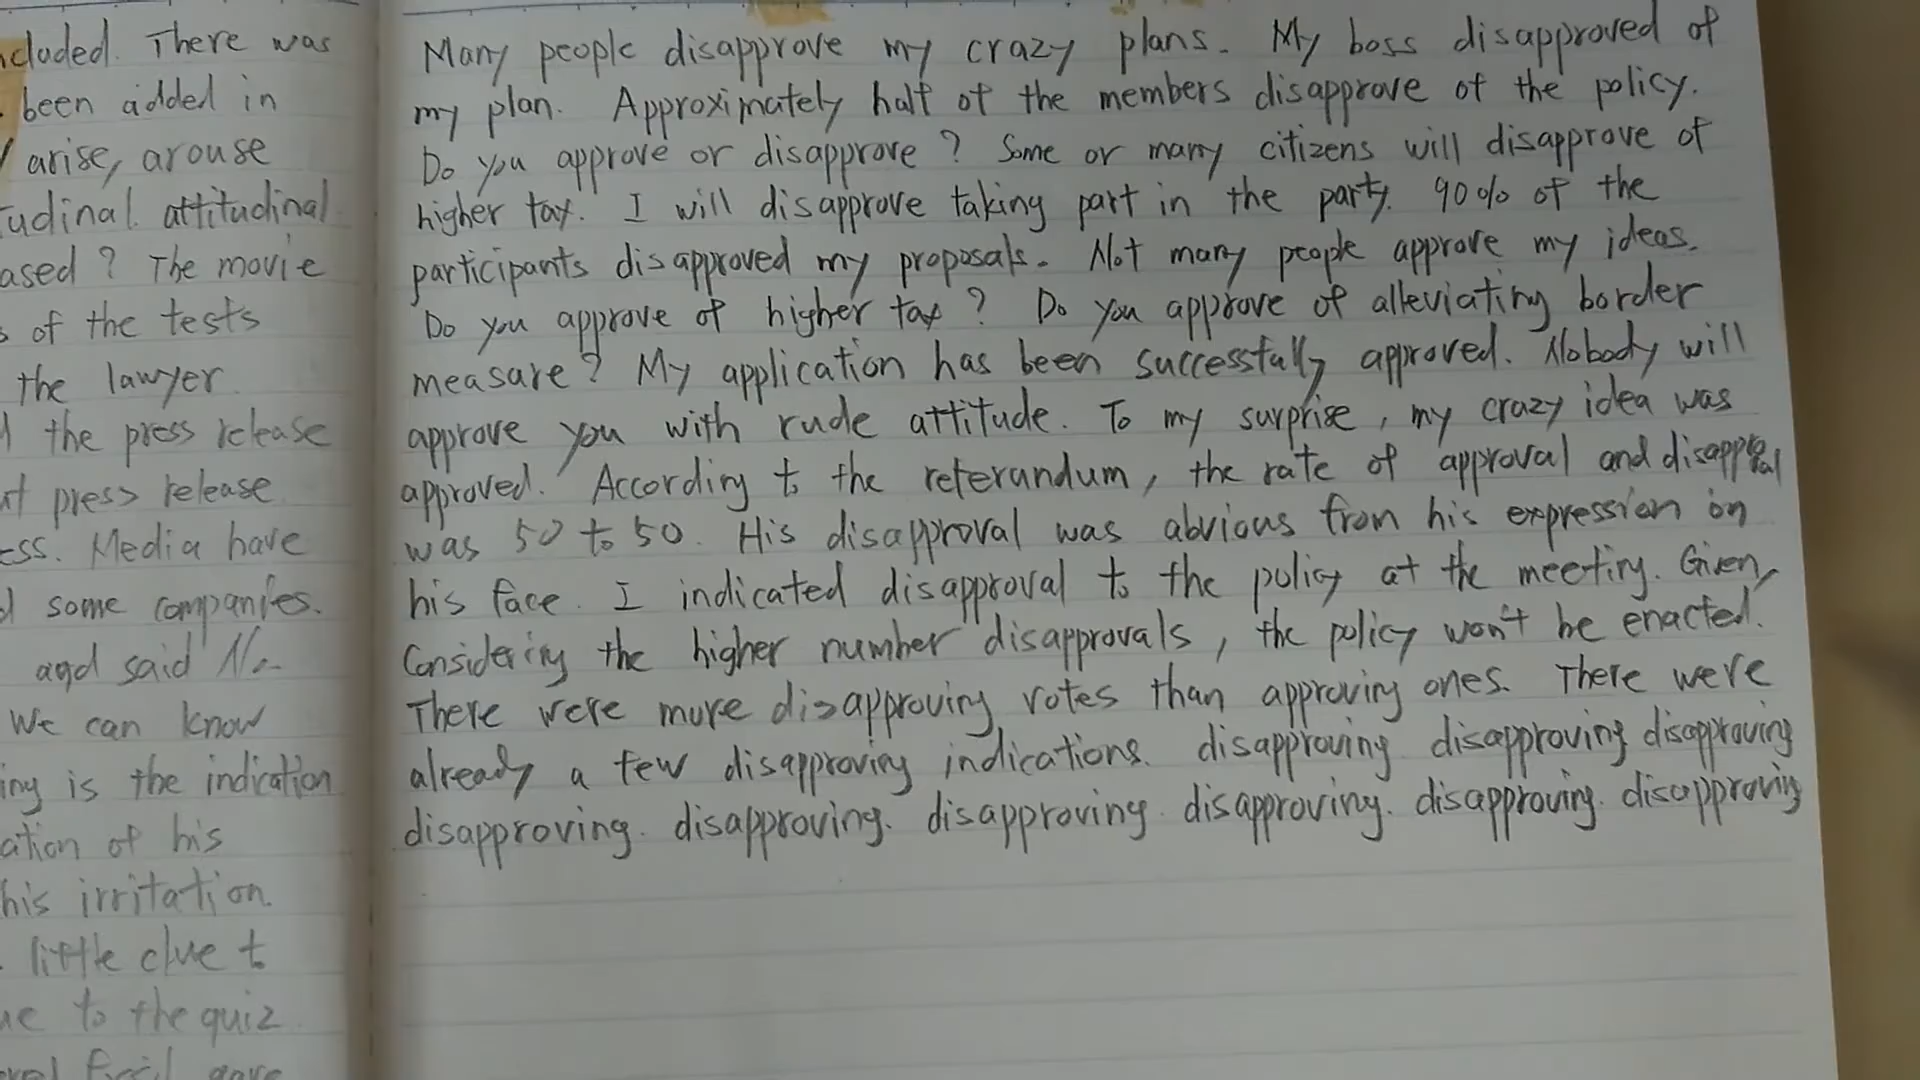 cluded. There was
been added in
arise, arouse
tudinal. attitudinal
ased? The movie
s of the tests
the lawyer
the press release
press release
ess. Media have
some companies.
agd said No
We can know
ing is the indication
ation of his
his irritation.
little clue to
ue to the quiz
gave
Many people disapprove my crazy plans. My boss disapproved of
my plan. Approximately half of the members disapprove of the policy.
Do you approve or disapprove? Some or many citizens will disapprove of
higher tax. I will disapprove taking part in the party. 90% of the
participants disapproved my proposals. Not many people approve my ideas.
Do you approve of higher tax? Do you approve of alleviating border
measure? My application has been successfully approved. Nobody will
approve you with rude attitude. To my surprise, my crazy idea was
approved. According to the referandum, the rate of approval and disapproal
was 50 to 50. His disapproval was abvious from his expression on
his face. I indicated disapproval to the policy at the meeting. Given,
Considering the higher number disapprovals, the policy won't be enacted.
There were more disapproving votes than approving ones. There were
already a few disapproving indications. disapproving disapproving disapproving
disapproving. disapproving. disapproving. disapproving. disapproving. disapproving